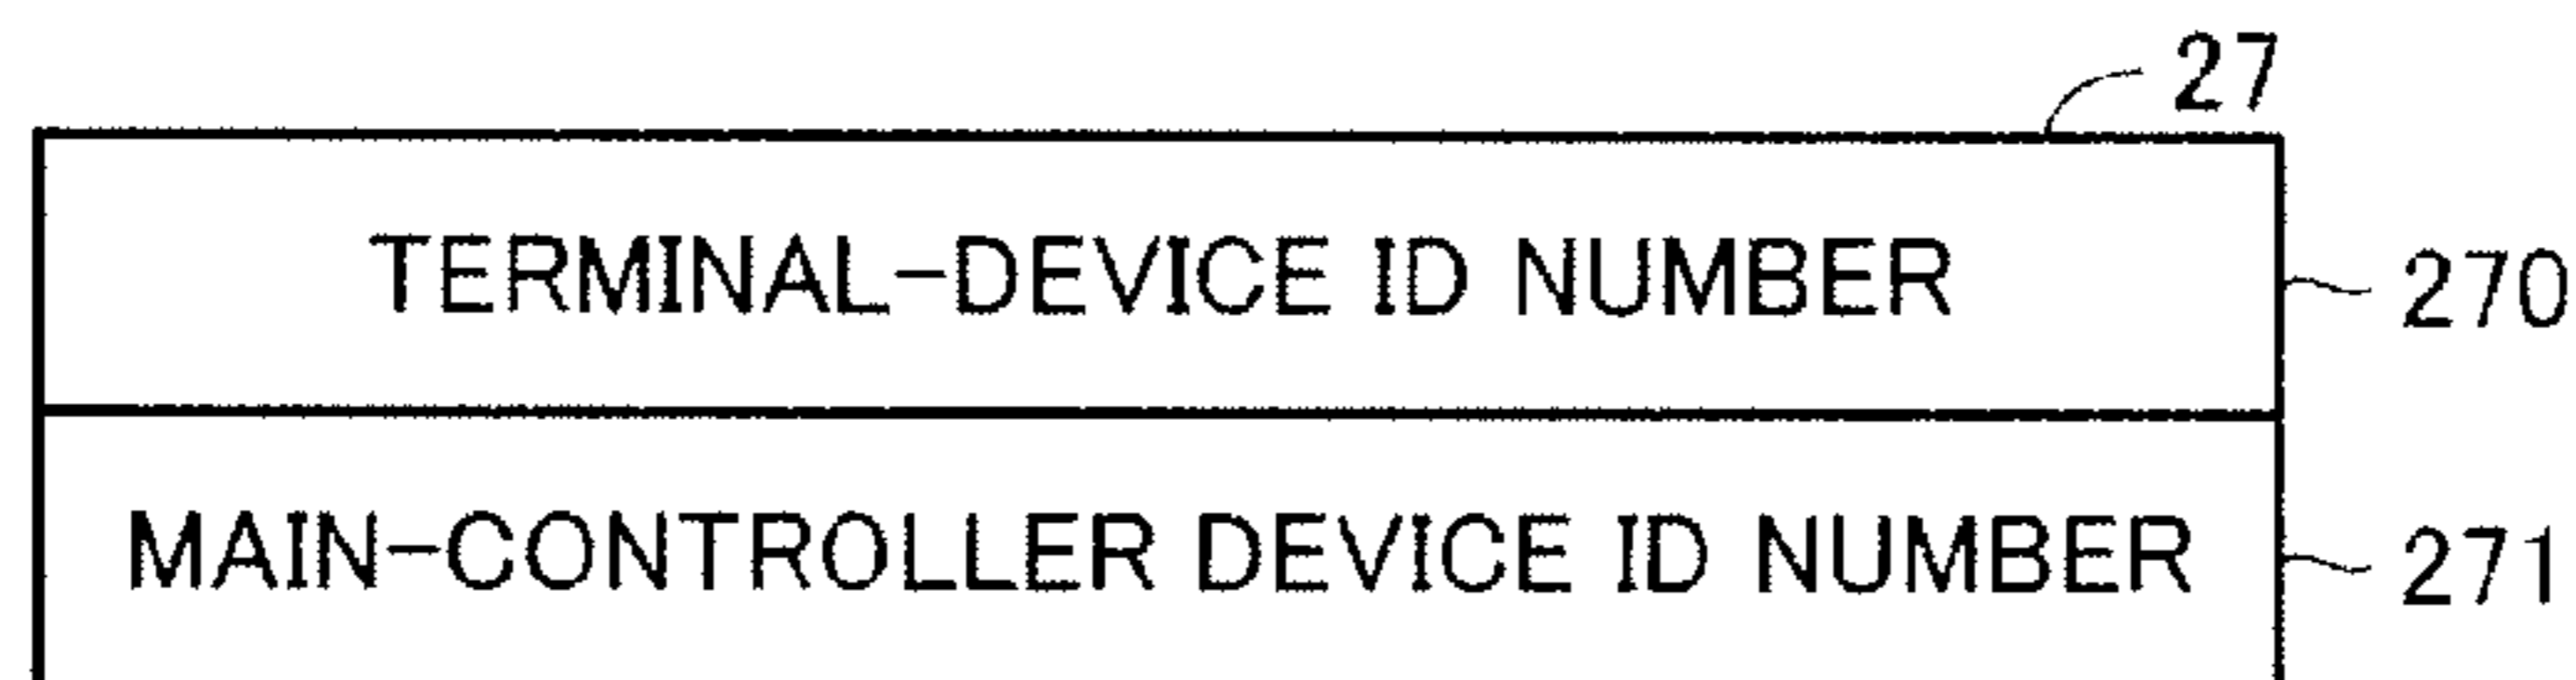 27
TERMINAL-DEVICE ID NUMBER
270
MAIN-CONTROLLER DEVICE ID NUMBER
271